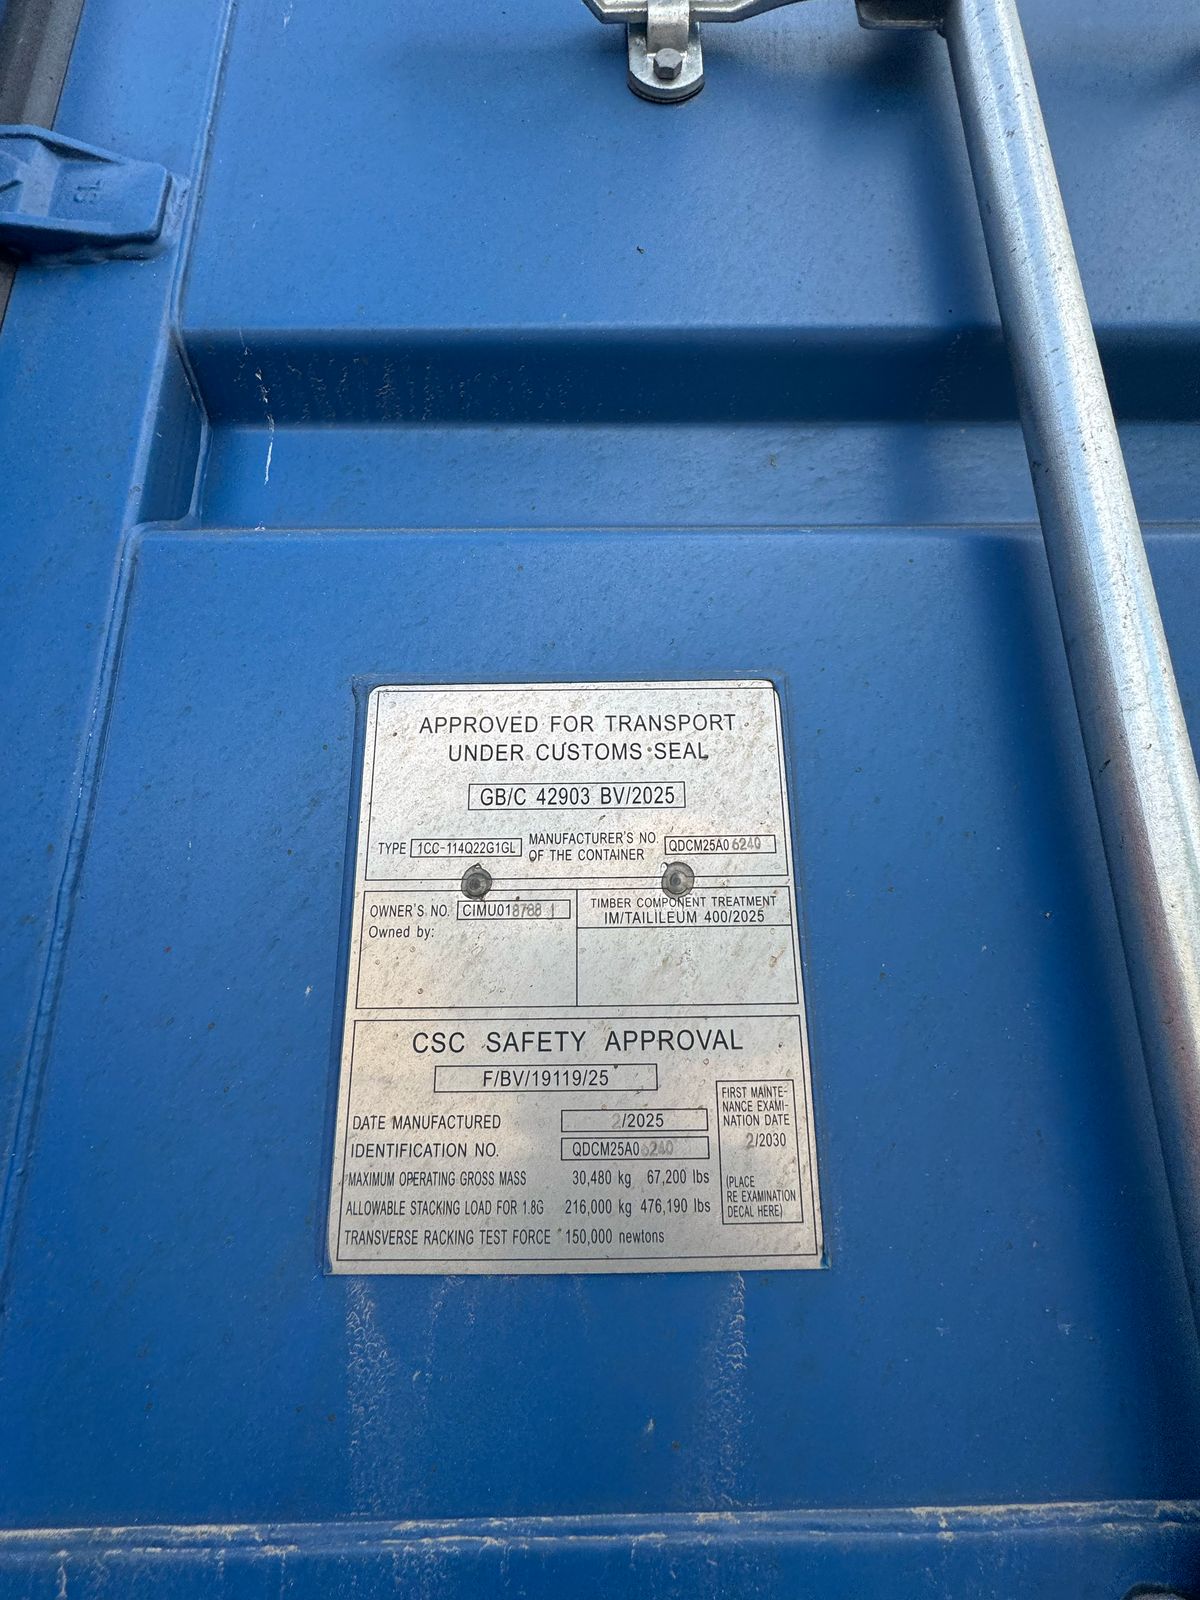 APPROVED FOR TRANSPORT
UNDER CUSTOMS SEAL
GB/C 42903 BV/2025
TYPE 1CC-114Q22G1GL MANUFACTURER'S NO. OF THE CONTAINER QDCM25A06240
OWNER'S NO. CIMU018788 1
Owned by:
TIMBER COMPONENT TREATMENT
IM/TAILILEUM 400/2025
CSC SAFETY APPROVAL
F/BV/19119/25
DATE MANUFACTURED 2/2025
IDENTIFICATION NO. QDCM25A06240
MAXIMUM OPERATING GROSS MASS 30,480 kg 67,200 lbs
ALLOWABLE STACKING LOAD FOR 1.8G 216,000 kg 476,190 lbs
TRANSVERSE RACKING TEST FORCE 150,000 newtons
FIRST MAINTE-
NANCE EXAMI-
NATION DATE
2/2030
(PLACE
RE EXAMINATION
DECAL HERE)